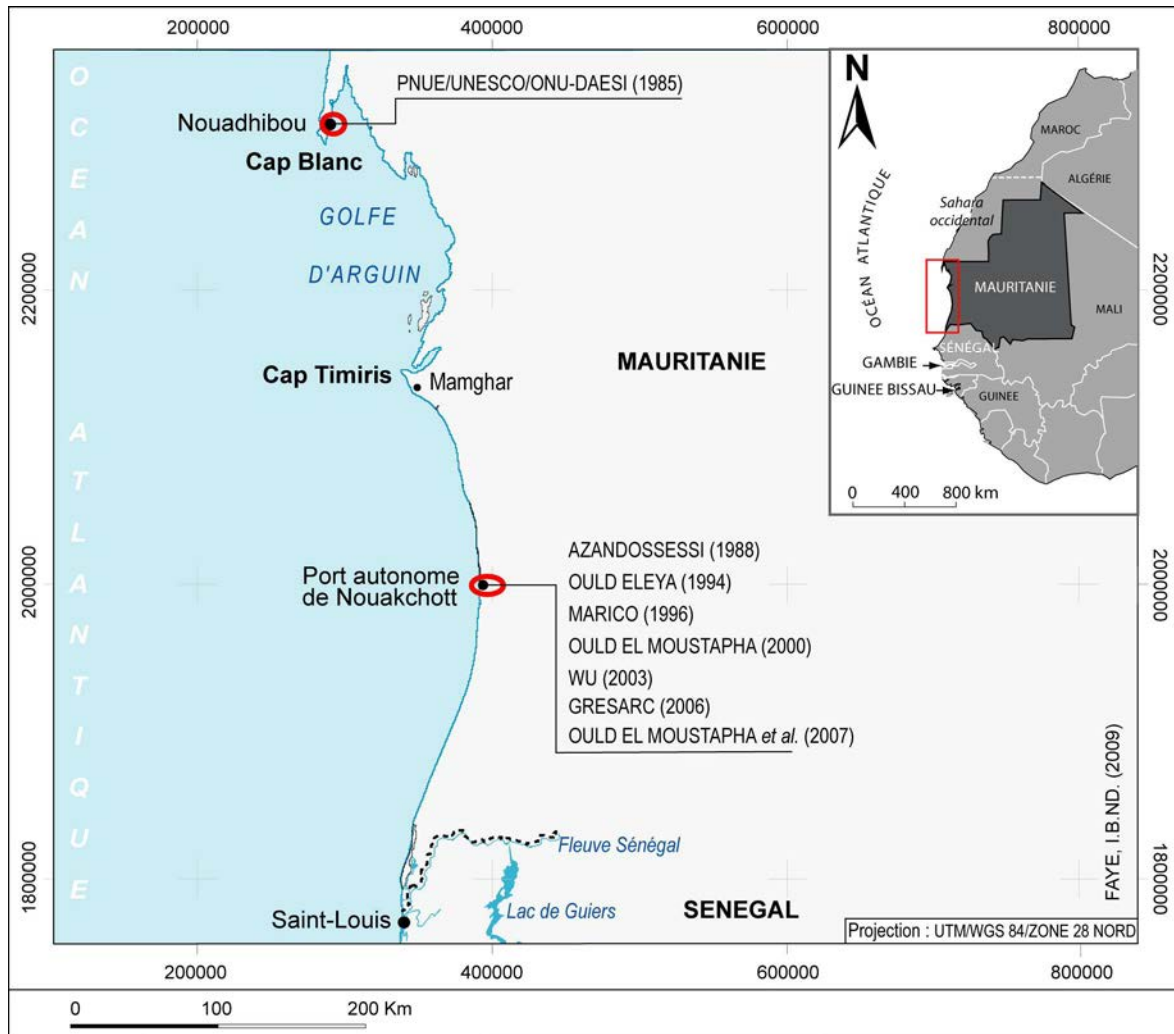 200000
400000
600000
800000
OCEAN ATLANTIQUE
PNUE/UNESCO/ONU-DAESI (1985)
Nouadhibou
Cap Blanc
GOLFE
D'ARGUIN
2200000
2200000
Cap Timiris
Mamghar
MAURITANIE
Port autonome
de Nouakchott
2000000
2000000
AZANDOSSESSI (1988)
OULD ELEYA (1994)
MARICO (1996)
OULD EL MOUSTAPHA (2000)
WU (2003)
GRESARC (2006)
OULD EL MOUSTAPHA et al. (2007)
Fleuve Sénégal
1800000
1800000
Saint-Louis
Lac de Guiers
SENEGAL
FAYE, I.B.ND. (2009)
Projection : UTM/WGS 84/ZONE 28 NORD
N
OCÉAN ATLANTIQUE
MAROC
ALGÉRIE
Sahara
occidental
MAURITANIE
MALI
SÉNÉGAL
GAMBIE
GUINEE BISSAU
GUINEE
0 400 800 km
200000
400000
600000
800000
0 100 200 Km